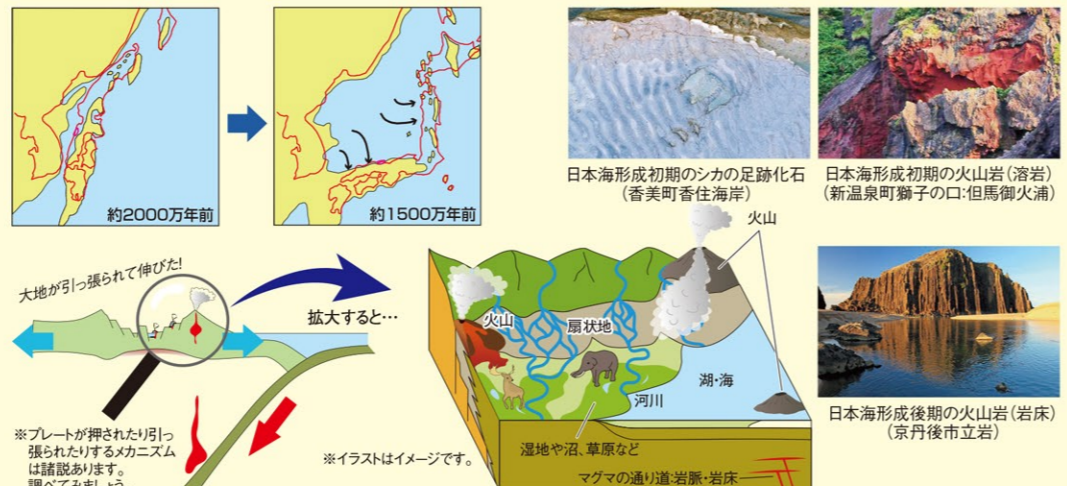 約2000万年前
約1500万年前
日本海形成初期のシカの足跡化石
(香美町香住海岸)
日本海形成初期の火山岩(溶岩)
(新温泉町獅子の口:但馬御火浦)
大地が引っ張られて伸びた!
拡大すると…
※プレートが押されたり引っ
張られたりするメカニズム
は諸説あります。
調べてみましょう
火山
火山
扇状地
湖・海
河川
湿地や沼、草原など
マグマの通り道:岩脈・岩床
※イラストはイメージです。
日本海形成後期の火山岩(岩床)
(京丹後市立岩)